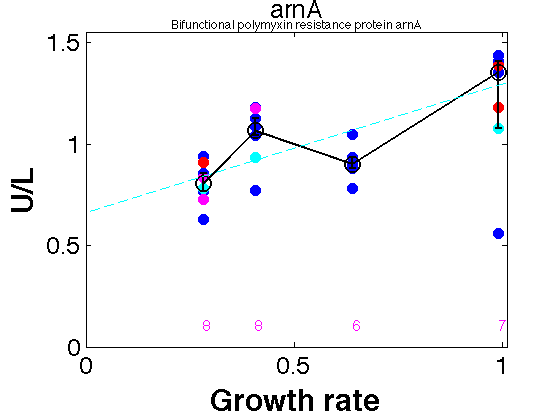 arnA
Bifunctional polymyxin resistance protein arnA
1.5
1
0.5
0
U/L
8
8
6
7
0
0.5
1
Growth rate